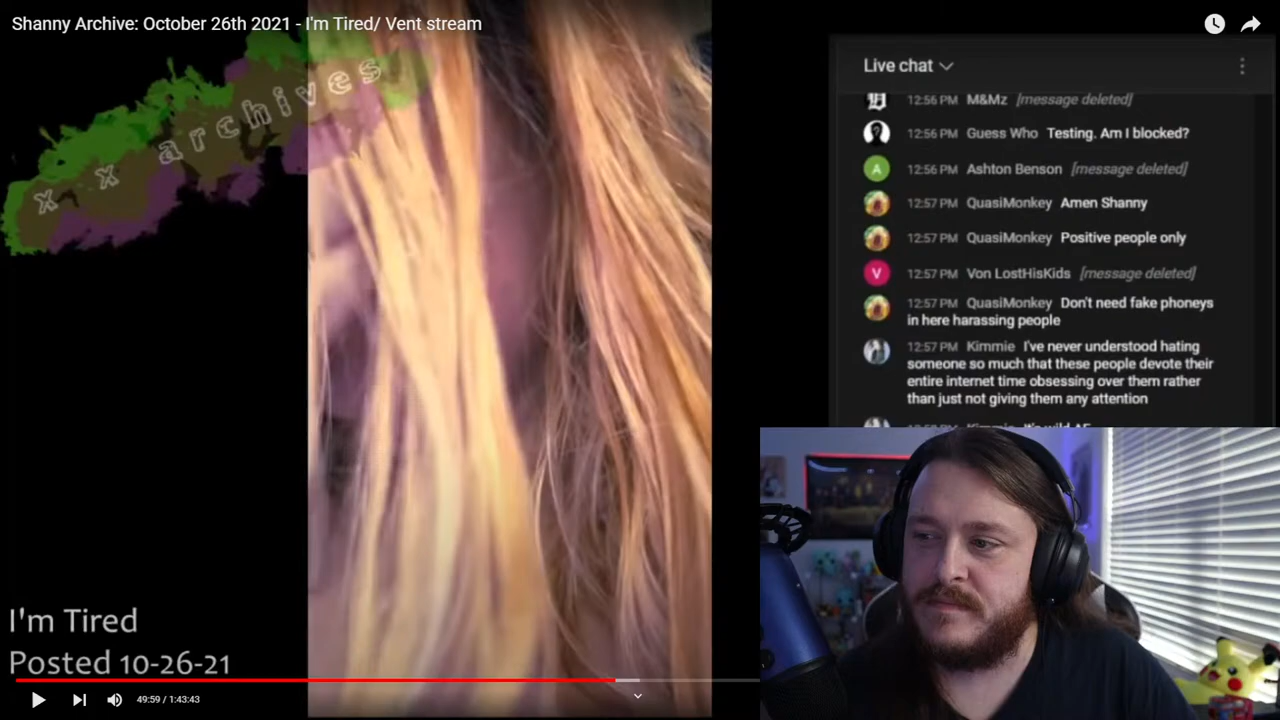 Shanny Archive: October 26th 2021 - I'm Tired/ Vent stream
x x archives
Live chat
12:56 PM M&Mz [message deleted]
12:56 PM Guess Who Testing. Am I blocked?
A
12:56 PM Ashton Benson [message deleted]
12:57 PM QuasiMonkey Amen Shanny
12:57 PM QuasiMonkey Positive people only
V
12:57 PM Von LostHisKids [message deleted]
12:57 PM QuasiMonkey Don't need fake phoneys
in here harassing people
12:57 PM Kimmie I've never understood hating
someone so much that these people devote their
entire internet time obsessing over them rather
than just not giving them any attention
I'm Tired
Posted 10-26-21
49:59 / 1:43:43